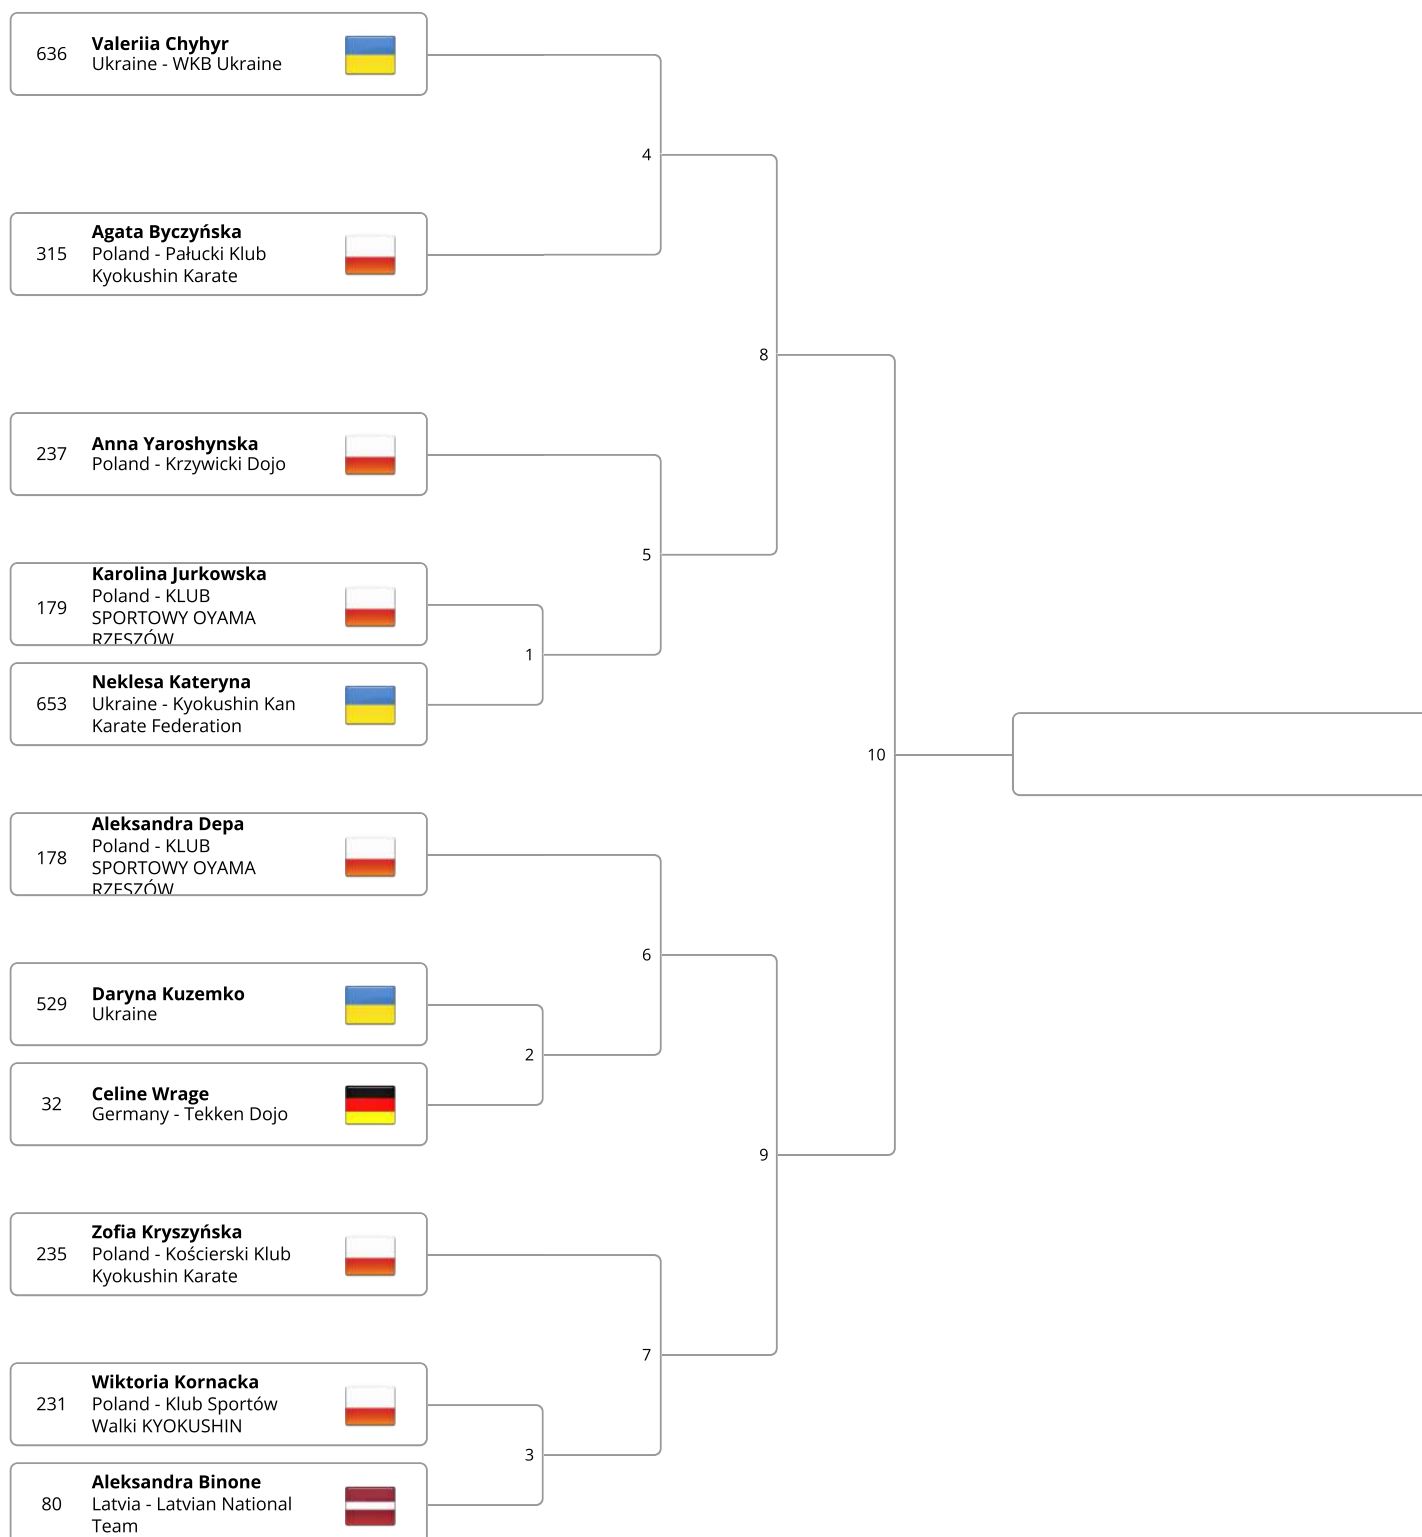 636
Valeriia Chyhyr
Ukraine - WKB Ukraine
4
315
Agata Byczyńska
Poland - Pałucki Klub
Kyokushin Karate
8
237
Anna Yaroshynska
Poland - Krzywicki Dojo
5
179
Karolina Jurkowska
Poland - KLUB
SPORTOWY OYAMA
RZESZÓW
1
653
Neklesa Kateryna
Ukraine - Kyokushin Kan
Karate Federation
10
178
Aleksandra Depa
Poland - KLUB
SPORTOWY OYAMA
RZESZÓW
6
529
Daryna Kuzemko
Ukraine
2
32
Celine Wrage
Germany - Tekken Dojo
9
235
Zofia Kryszyńska
Poland - Kościerski Klub
Kyokushin Karate
7
231
Wiktoria Kornacka
Poland - Klub Sportów
Walki KYOKUSHIN
3
80
Aleksandra Binone
Latvia - Latvian National
Team